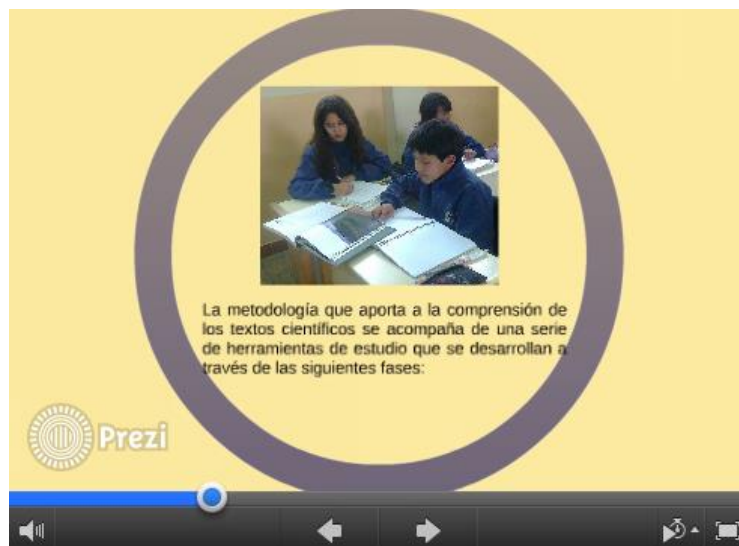 La metodología que aporta a la comprensión de
los textos científicos se acompaña de una serie
de herramientas de estudio que se desarrollan a
través de las siguientes fases:
Prezi